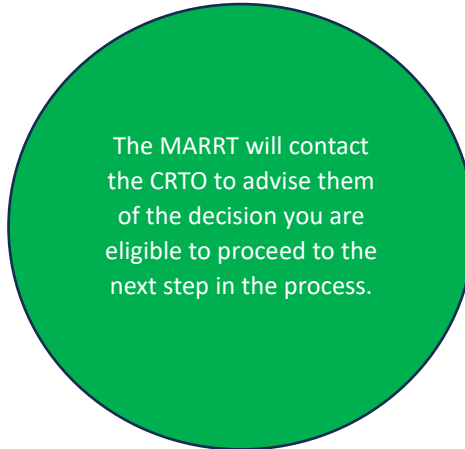 The MARRT will contact
the CRTO to advise them
of the decision you are
eligible to proceed to the
next step in the process.